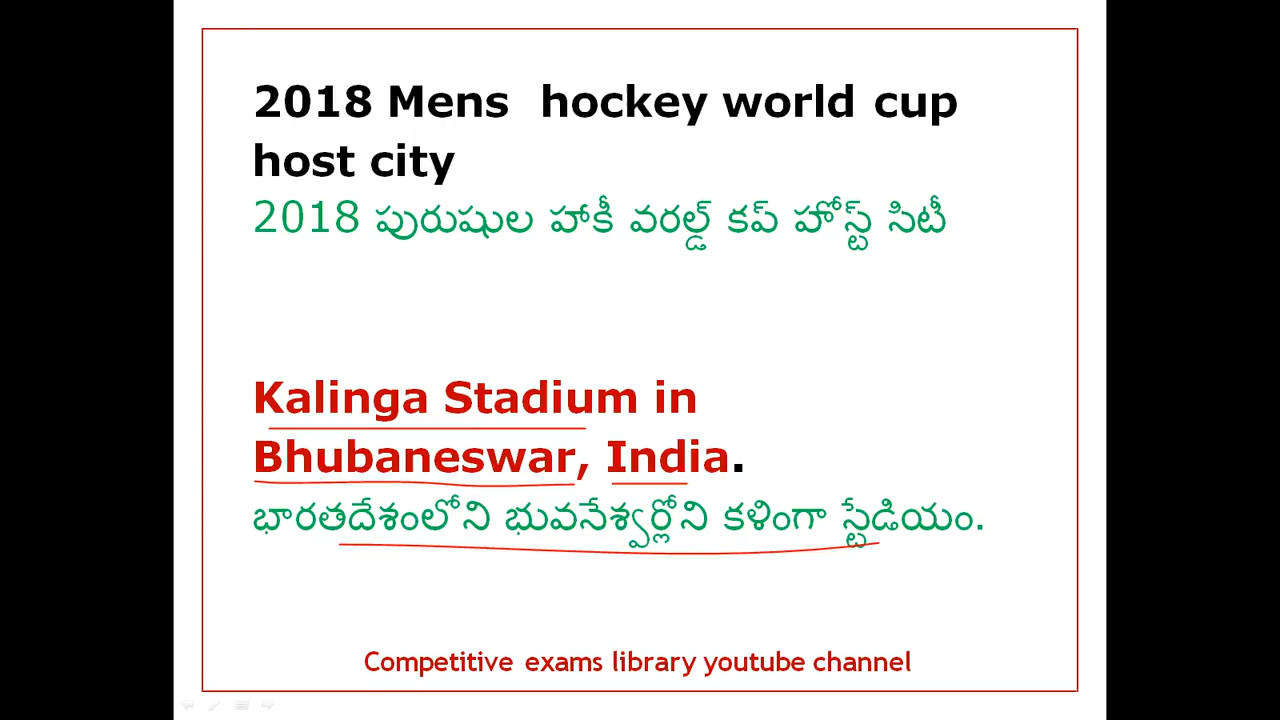 2018 Mens hockey world cup
host city
2018 పురుషుల హాకీ వరల్డ్ కప్ హోస్ట్ సిటీ
Kalinga Stadium in
Bhubaneswar, India.
భారతదేశంలోని భువనేశ్వర్లోని కళింగా స్టేడియం.
Competitive exams library youtube channel